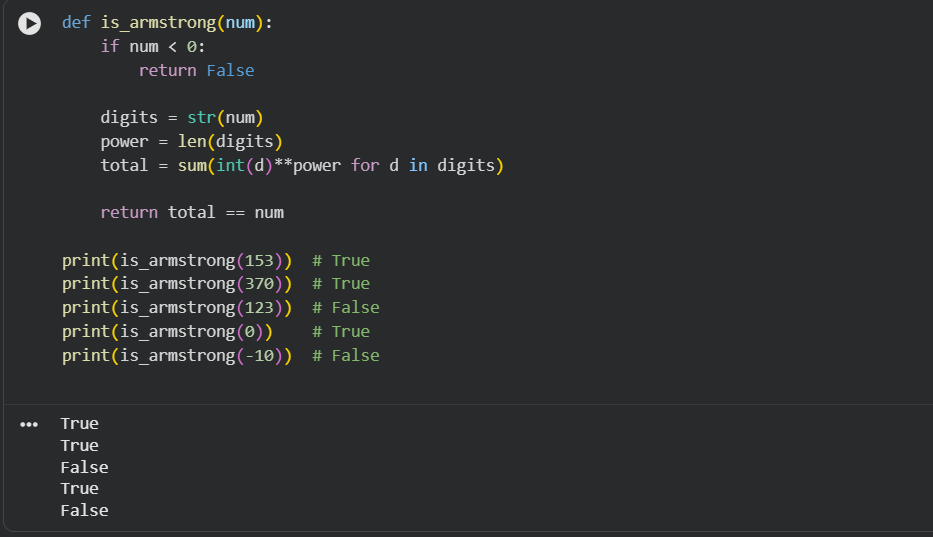 def is_armstrong(num):
    if num < 0:
        return False

    digits = str(num)
    power = len(digits)
    total = sum(int(d)**power for d in digits)

    return total == num

print(is_armstrong(153))  # True
print(is_armstrong(370))  # True
print(is_armstrong(123))  # False
print(is_armstrong(0))    # True
print(is_armstrong(-10))  # False

True
True
False
True
False